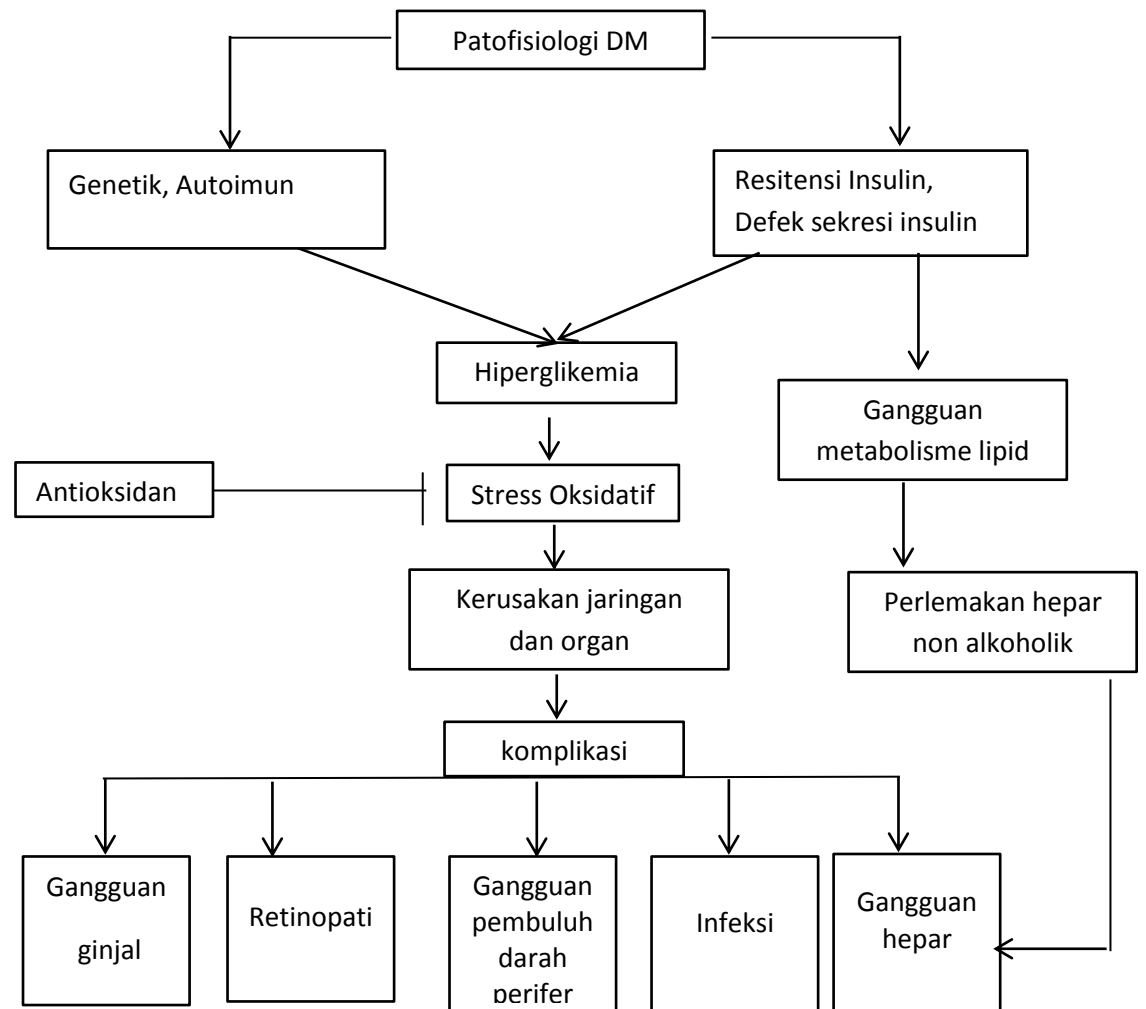 Patofisiologi DM
Genetik, Autoimun
Resitensi Insulin,
Defek sekresi insulin
Hiperglikemia
Gangguan
metabolisme lipid
Antioksidan
Stress Oksidatif
Kerusakan jaringan
dan organ
Perlemakan hepar
non alkoholik
komplikasi
Gangguan
ginjal
Retinopati
Gangguan
pembuluh
darah
perifer
Infeksi
Gangguan
hepar